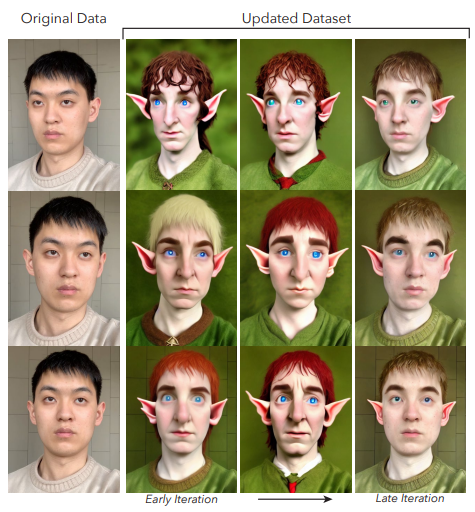 Original Data
Updated Dataset
Early Iteration
Late Iteration